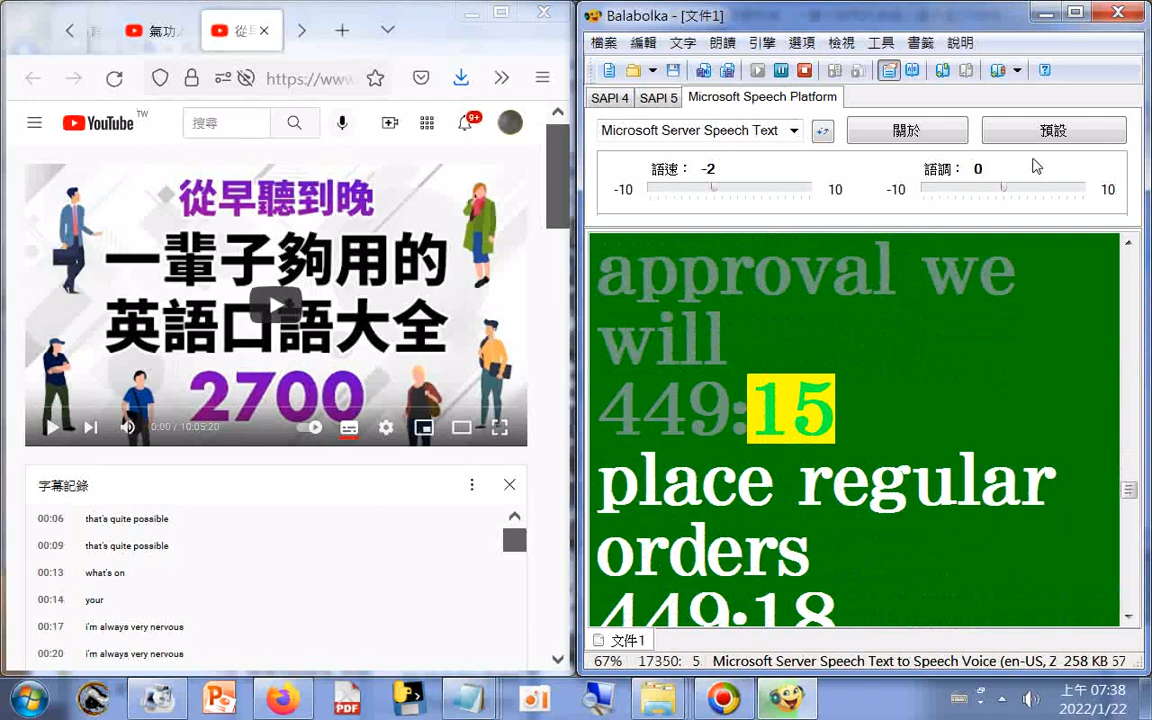 氣功
從
https://www
YouTube TW
搜尋
9+
從早聽到晚
一輩子夠用的
英語口語大全
2700
0:00 / 10:05:20
字幕記錄
00:06 that's quite possible
00:09 that's quite possible
00:13 what's on
00:14 your
00:17 i'm always very nervous
00:20 i'm always very nervous
Balabolka - [文件1]
檔案 編輯 文字 朗讀 引擎 選項 檢視 工具 書籤 說明
SAPI 4 SAPI 5 Microsoft Speech Platform
Microsoft Server Speech Text 關於 預設
語速： -2 語調： 0
-10 10 -10 10
approval we
will
449:15
place regular
orders
449:18
文件1
67% 17350: 5 Microsoft Server Speech Text to Speech Voice (en-US, Z 258 KB 57
PDF
上午 07:38
2022/1/22